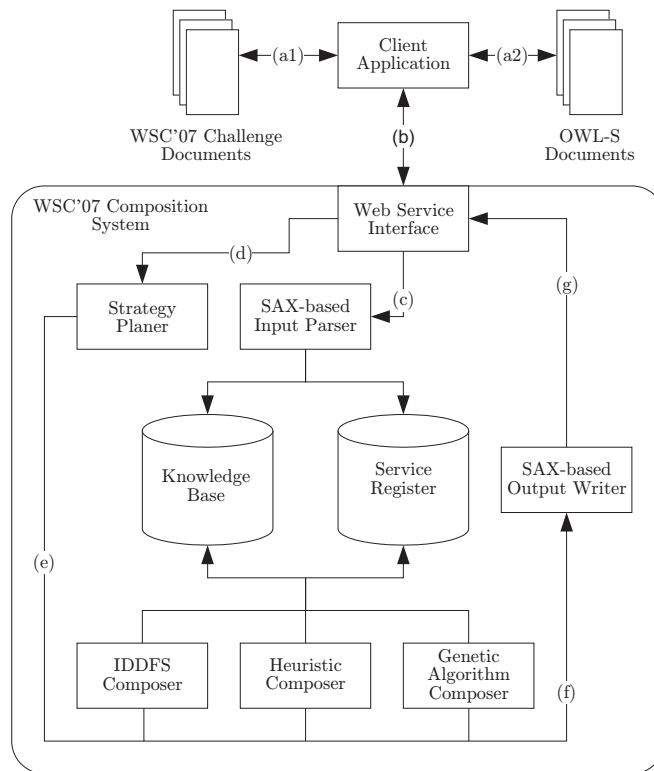 (a1)
Client
Application
(a2)
WSC'07 Challenge
Documents
(b)
OWL-S
Documents
WSC'07 Composition
System
Web Service
Interface
(d)
(c)
(g)
Strategy
Planer
SAX-based
Input Parser
Knowledge
Base
Service
Register
SAX-based
Output Writer
(e)
IDDFS
Composer
Heuristic
Composer
Genetic
Algorithm
Composer
(f)